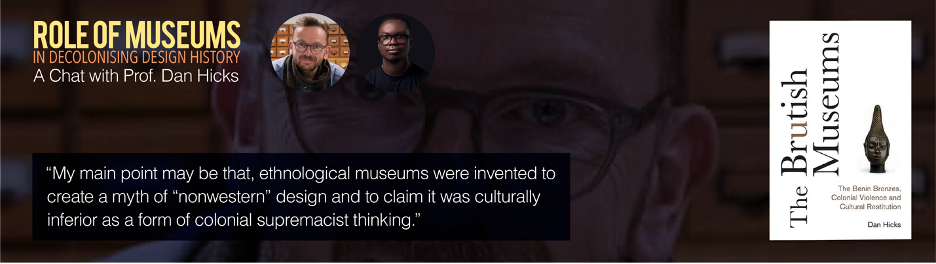 ROLE OF MUSEUMS
IN DECOLONISING DESIGN HISTORY
A Chat with Prof. Dan Hicks
“My main point may be that, ethnological museums were invented to
create a myth of “nonwestern” design and to claim it was culturally
inferior as a form of colonial supremacist thinking.”
The Brutish
Museums
The Benin Bronzes,
Colonial Violence and
Cultural Restitution
Dan Hicks